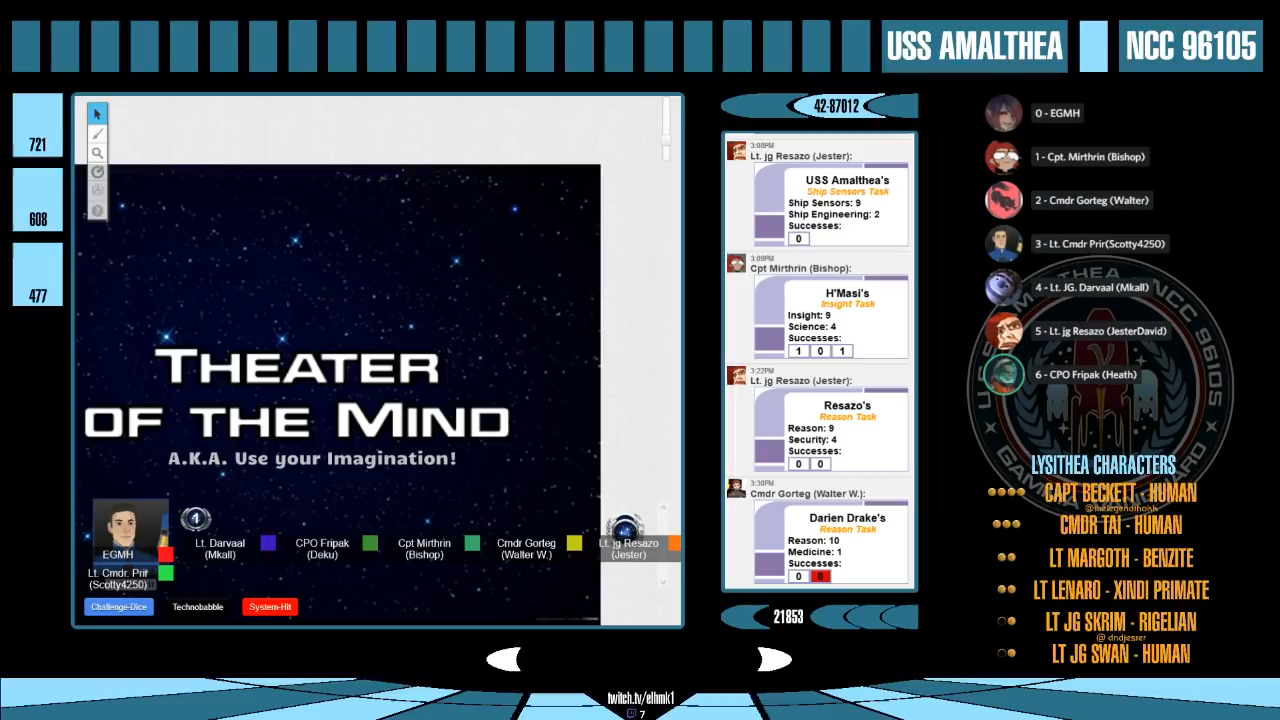 USS AMALTHEA
NCC 96105
721
608
477
THEATER
OF THE MIND
A.K.A. Use your Imagination!
EGMH
4
Lt. Darvaal
(Mkall)
CPO Fripak
(Deku)
Cpt Mirthrin
(Bishop)
Cmdr Gorteg
(Walter W.)
Lt. jg Resazo
(Jester)
Lt. Cmdr. Prir
(Scotty4250)
Challenge-Dice
Technobabble
System-Hit
42-87012
3:08PM
Lt. jg Resazo (Jester):
USS Amalthea's
Ship Sensors Task
Ship Sensors: 9
Ship Engineering: 2
Successes:
0
3:09PM
Cpt Mirthrin (Bishop):
H'Masi's
Insight Task
Insight: 9
Science: 4
Successes:
1 0 1
3:22PM
Lt. jg Resazo (Jester):
Resazo's
Reason Task
Reason: 9
Security: 4
Successes:
0 0
3:30PM
Cmdr Gorteg (Walter W.):
Darien Drake's
Reason Task
Reason: 10
Medicine: 1
Successes:
0 0
21853
0 - EGMH
1 - Cpt. Mirthrin (Bishop)
2 - Cmdr Gorteg (Walter)
3 - Lt. Cmdr Prir(Scotty4250)
4 - Lt. JG. Darvaal (Mkall)
5 - Lt. jg Resazo (JesterDavid)
6 - CPO Fripak (Heath)
LYSITHEA CHARACTERS
CAPT BECKETT - HUMAN
CMDR TAI - HUMAN
LT MARGOTH - BENZITE
LT LENARO - XINDI PRIMATE
LT JG SKRIM - RIGELIAN
@ dndjester
LT JG SWAN - HUMAN
twitch.tv/elhmk1
7